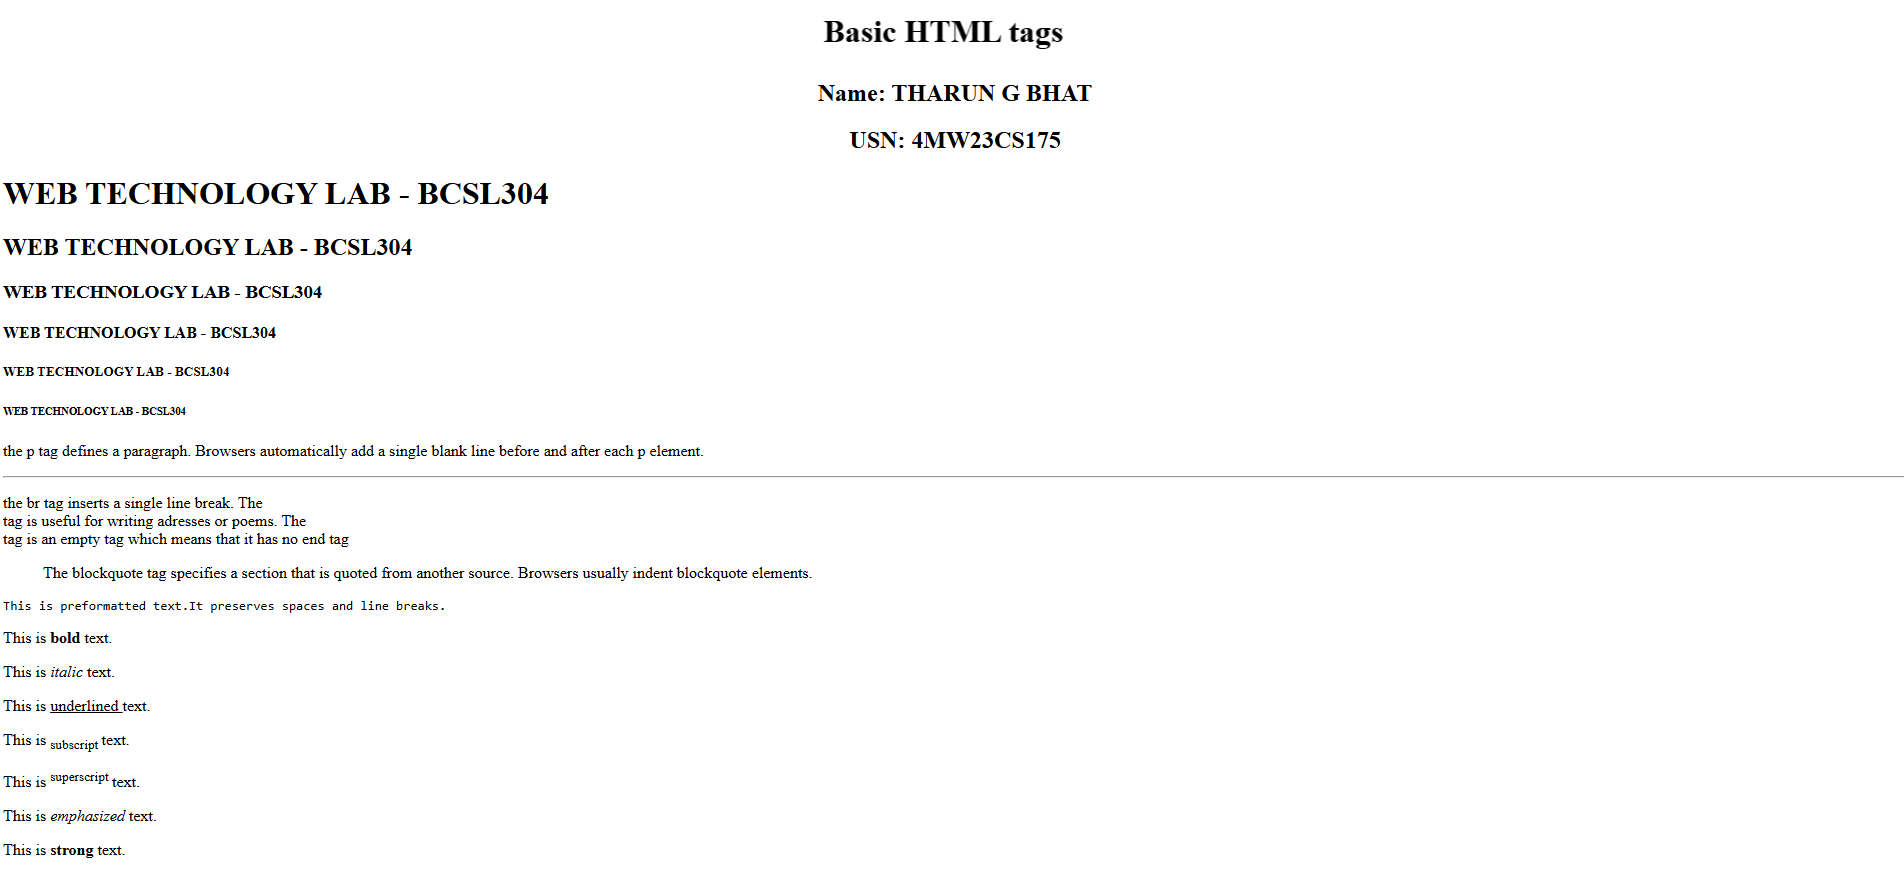 Basic HTML tags
Name: THARUN G BHAT
USN: 4MW23CS175
WEB TECHNOLOGY LAB - BCSL304
WEB TECHNOLOGY LAB - BCSL304
WEB TECHNOLOGY LAB - BCSL304
WEB TECHNOLOGY LAB - BCSL304
WEB TECHNOLOGY LAB - BCSL304
WEB TECHNOLOGY LAB - BCSL304
the p tag defines a paragraph. Browsers automatically add a single blank line before and after each p element.
the br tag inserts a single line break. The
tag is useful for writing adresses or poems. The
tag is an empty tag which means that it has no end tag
The blockquote tag specifies a section that is quoted from another source. Browsers usually indent blockquote elements.
This is preformatted text.It preserves spaces and line breaks.
This is bold text.
This is italic text.
This is underlined text.
This is subscript text.
This is superscript text.
This is emphasized text.
This is strong text.